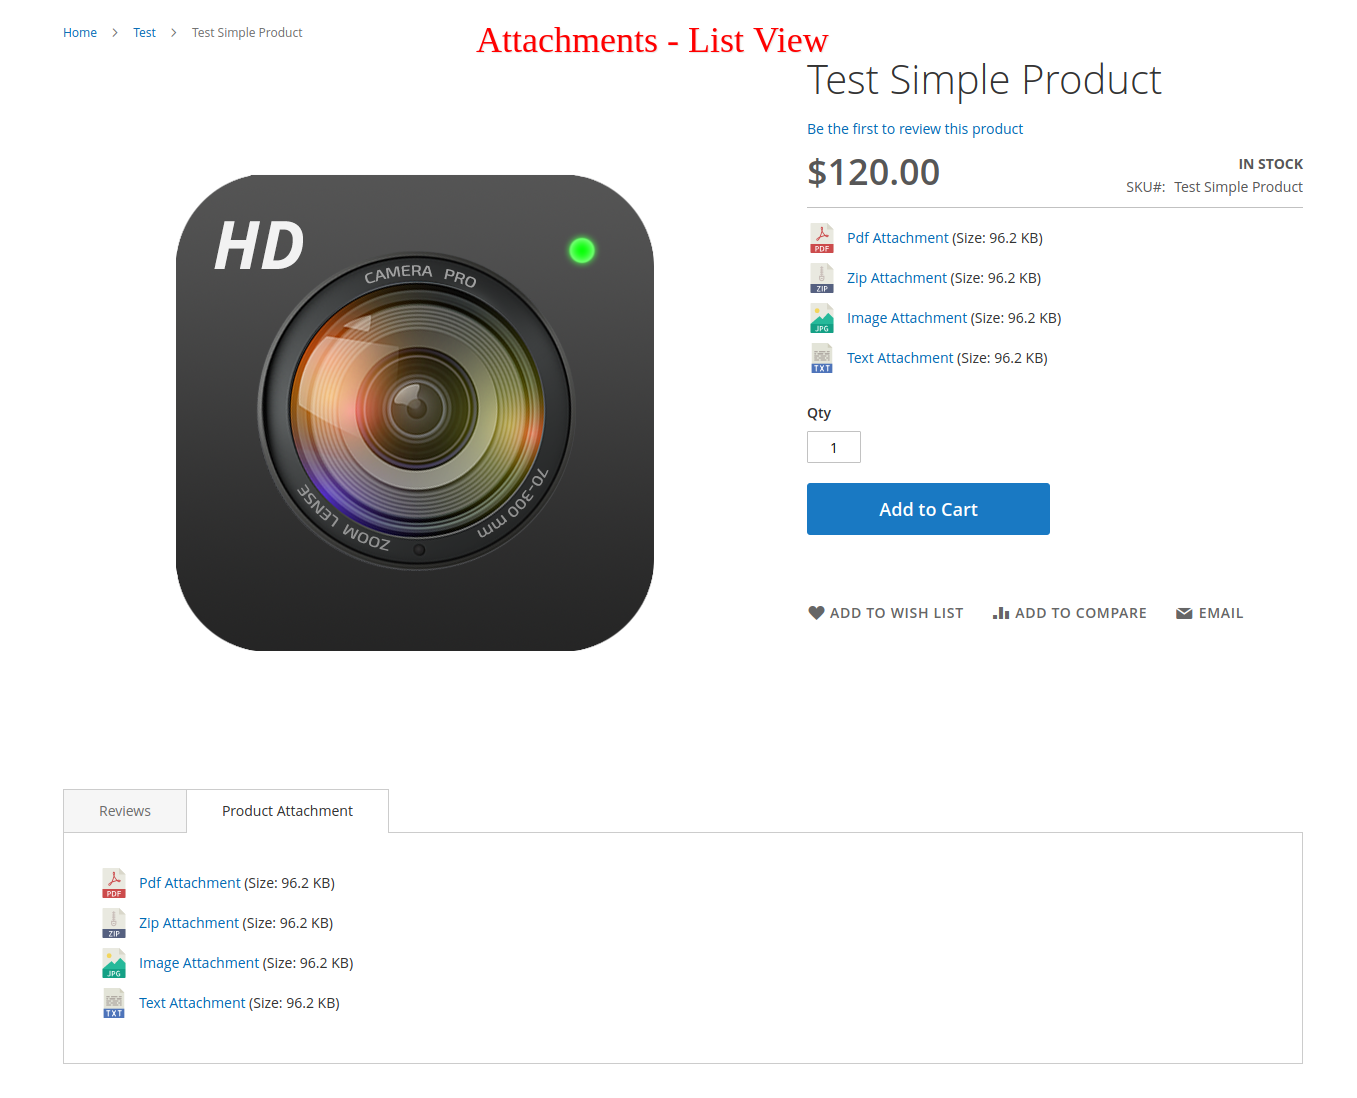 Home > Test > Test Simple Product
Attachments - List View
Test Simple Product
Be the first to review this product
$120.00
IN STOCK
SKU#: Test Simple Product
HD
CAMERA PRO
70-300 mm
ZOOM LENSE
PDF Pdf Attachment (Size: 96.2 KB)
ZIP Zip Attachment (Size: 96.2 KB)
JPG Image Attachment (Size: 96.2 KB)
TXT Text Attachment (Size: 96.2 KB)
Qty
1
Add to Cart
ADD TO WISH LIST ADD TO COMPARE EMAIL
Reviews Product Attachment
PDF Pdf Attachment (Size: 96.2 KB)
ZIP Zip Attachment (Size: 96.2 KB)
JPG Image Attachment (Size: 96.2 KB)
TXT Text Attachment (Size: 96.2 KB)